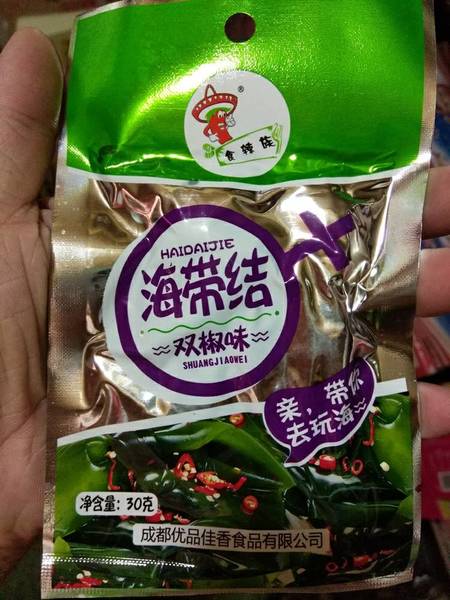 ®
食辣族
HAIDAIJIE
海带结
双椒味
SHUANGJIAOWEI
亲，带你
去玩海~
净含量：30克
成都优品佳香食品有限公司